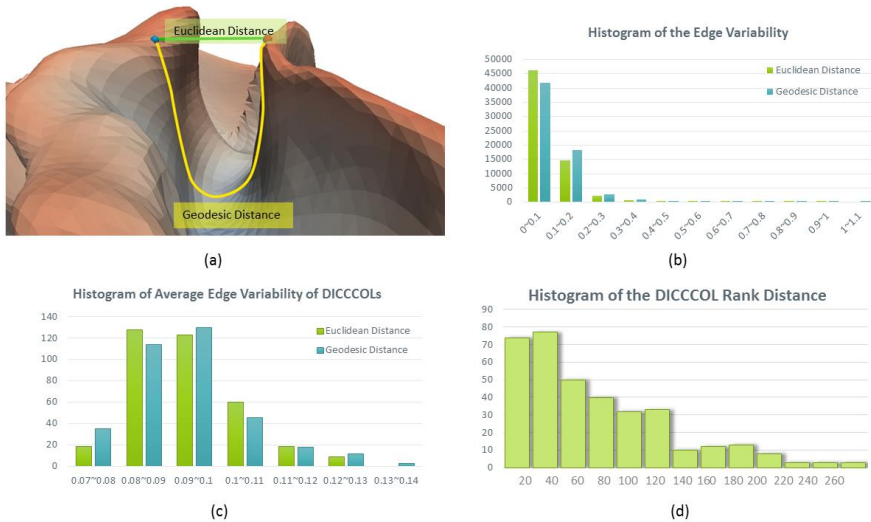 Euclidean Distance
Geodesic Distance
(a)
Histogram of the Edge Variability
50000
45000
40000
35000
30000
25000
20000
15000
10000
5000
0
Euclidean Distance
Geodesic Distance
0~0.1
0.1~0.2
0.2~0.3
0.3~0.4
0.4~0.5
0.5~0.6
0.6~0.7
0.7~0.8
0.8~0.9
0.9~1
1~1.1
(b)
Histogram of Average Edge Variability of DICCCOLs
140
120
100
80
60
40
20
0
Euclidean Distance
Geodesic Distance
0.07~0.08 0.08~0.09 0.09~0.1 0.1~0.11 0.11~0.12 0.12~0.13 0.13~0.14
(c)
Histogram of the DICCCOL Rank Distance
90
80
70
60
50
40
30
20
10
0
20 40 60 80 100 120 140 160 180 200 220 240 260
(d)